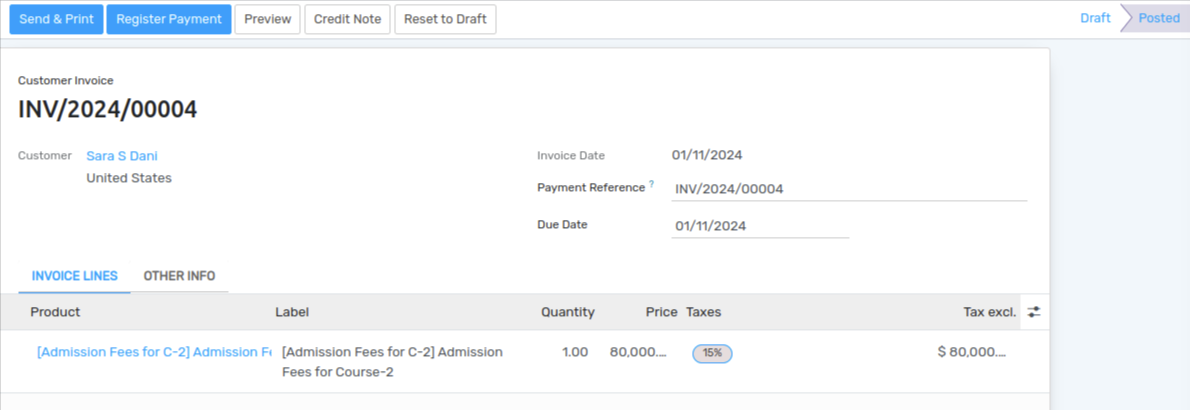 Send & Print Register Payment Preview Credit Note Reset to Draft Draft Posted
Customer Invoice
INV/2024/00004
Customer Sara S Dani Invoice Date 01/11/2024
United States Payment Reference ? INV/2024/00004
Due Date 01/11/2024
INVOICE LINES OTHER INFO
Product Label Quantity Price Taxes Tax excl.
[Admission Fees for C-2] Admission Fe [Admission Fees for C-2] Admission 1.00 80,000.... 15% $ 80,000....
Fees for Course-2